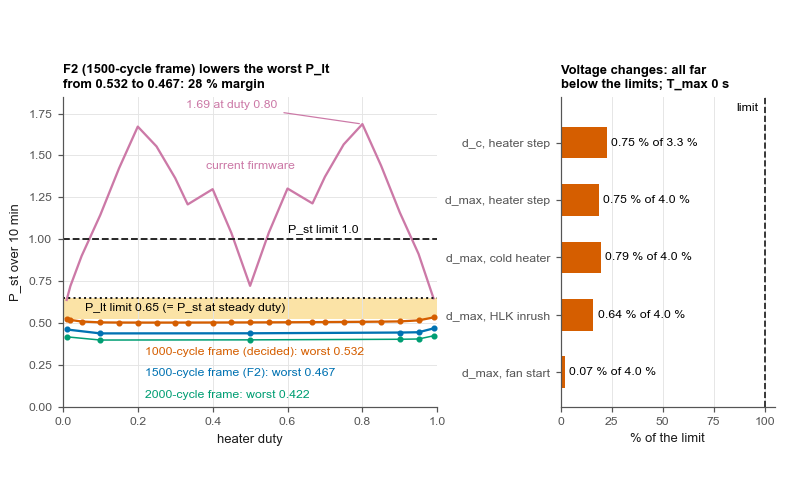 F2 (1500-cycle frame) lowers the worst P_lt
from 0.532 to 0.467: 28 % margin
P_st over 10 min
1.75
1.50
1.25
1.00
0.75
0.50
0.25
0.00
1.69 at duty 0.80
current firmware
P_st limit 1.0
P_lt limit 0.65 (= P_st at steady duty)
1000-cycle frame (decided): worst 0.532
1500-cycle frame (F2): worst 0.467
2000-cycle frame: worst 0.422
0.0
0.2
0.4
0.6
0.8
1.0
heater duty
Voltage changes: all far
below the limits; T_max 0 s
limit
d_c, heater step
0.75 % of 3.3 %
d_max, heater step
0.75 % of 4.0 %
d_max, cold heater
0.79 % of 4.0 %
d_max, HLK inrush
0.64 % of 4.0 %
d_max, fan start
0.07 % of 4.0 %
0
25
50
75
100
% of the limit